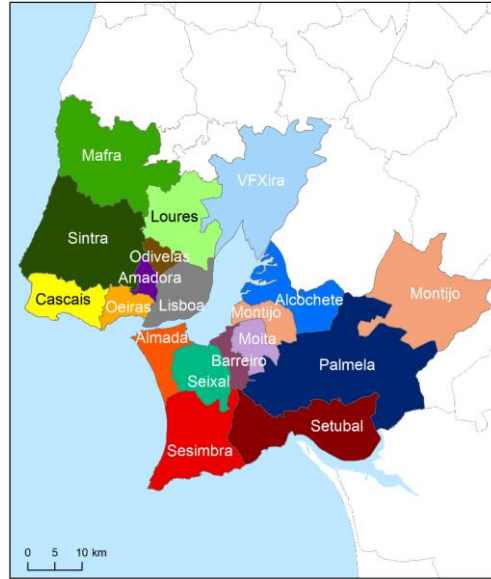 Mafra
VFXira
Loures
Sintra
Odivelas
Amadora
Cascais
Oeiras
Lisboa
Alcochete
Montijo
Montijo
Almada
Moita
Barreiro
Palmela
Seixal
Setubal
Sesimbra
0 5 10 km